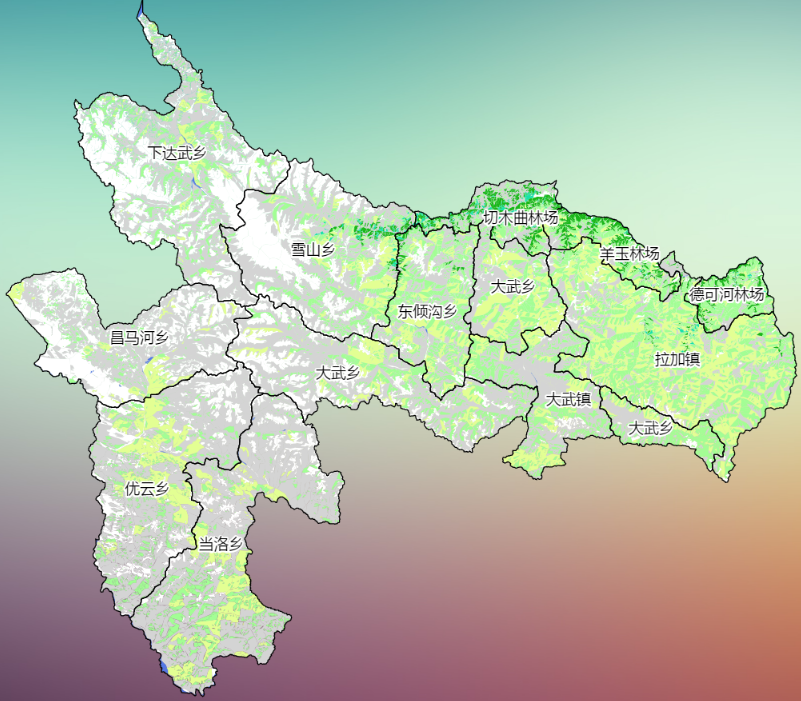 下达武乡
切木曲林场
雪山乡
羊玉林场
大武乡
德可河林场
东倾沟乡
昌马河乡
拉加镇
大武乡
大武镇
大武乡
优云乡
当洛乡